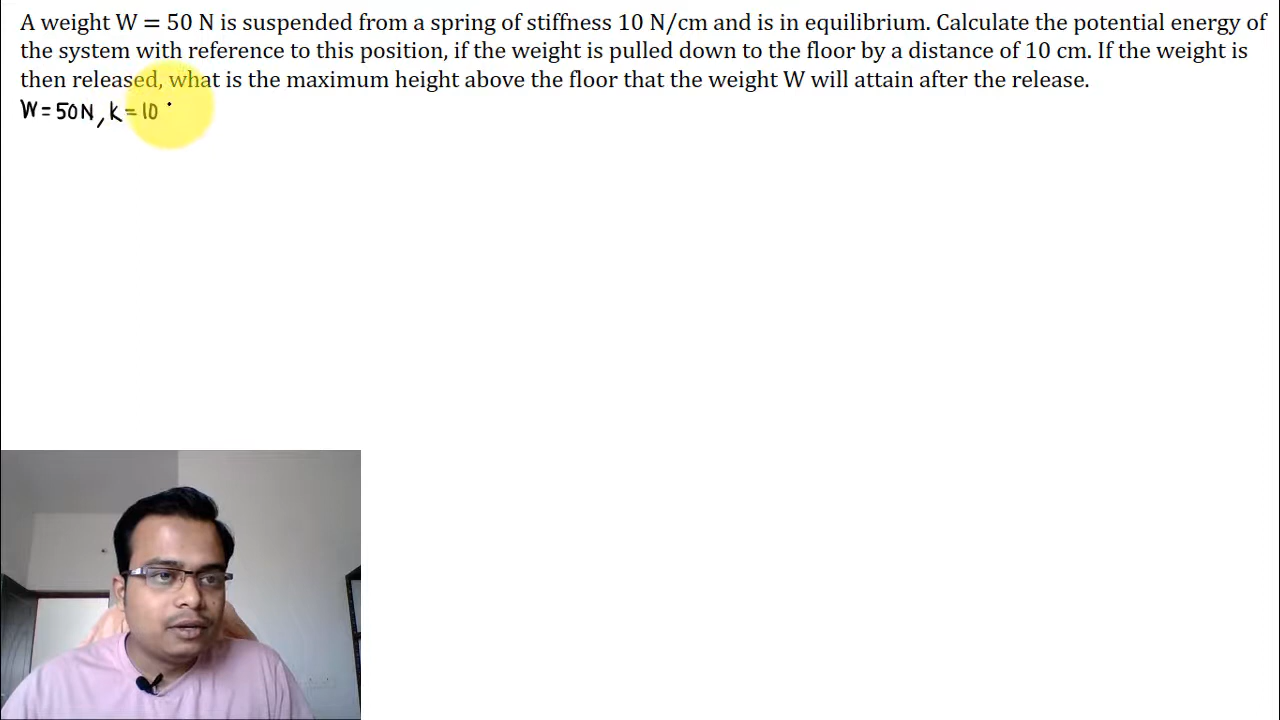 A weight W = 50 N is suspended from a spring of stiffness 10 N/cm and is in equilibrium. Calculate the potential energy of
the system with reference to this position, if the weight is pulled down to the floor by a distance of 10 cm. If the weight is
then released, what is the maximum height above the floor that the weight W will attain after the release.
W = 50 N, k = 10